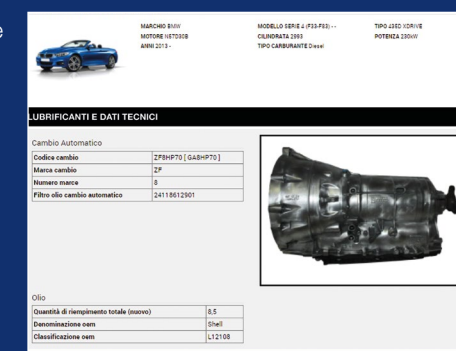 e
MARCHIO BMW
MOTORE N57D30B
ANNI 2013 -
MODELLO SERIE 4 (F33-F83) - -
CILINDRATA 2993
TIPO CARBURANTE Diesel
TIPO 435D XDRIVE
POTENZA 230kW
LUBRIFICANTI E DATI TECNICI
Cambio Automatico
Codice cambio ZF8HP70 [ GA8HP70 ]
Marca cambio ZF
Numero marce 8
Filtro olio cambio automatico 24118612901
Olio
Quantità di riempimento totale (nuovo) 8,5
Denominazione oem Shell
Classificazione oem L12108